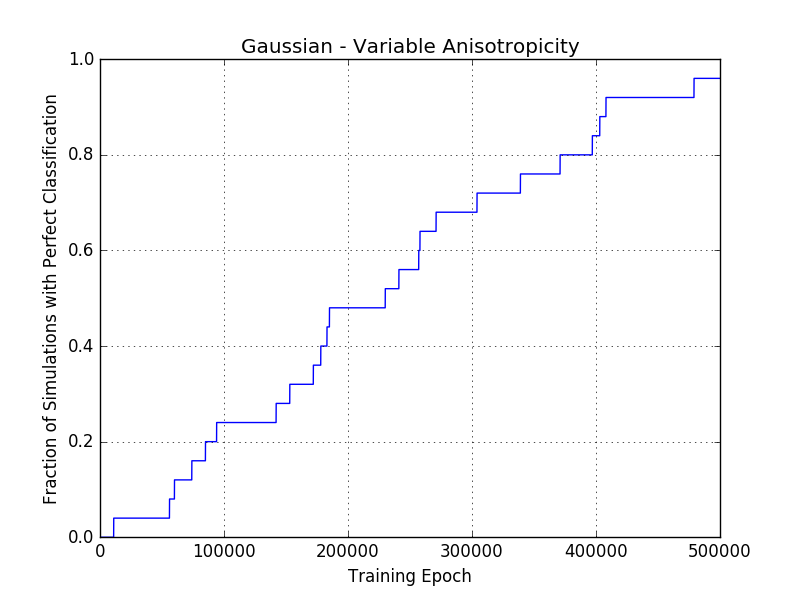 Gaussian - Variable Anisotropicity
1.0
0.8
0.6
0.4
0.2
0.0
Fraction of Simulations with Perfect Classification
0 100000 200000 300000 400000 500000
Training Epoch